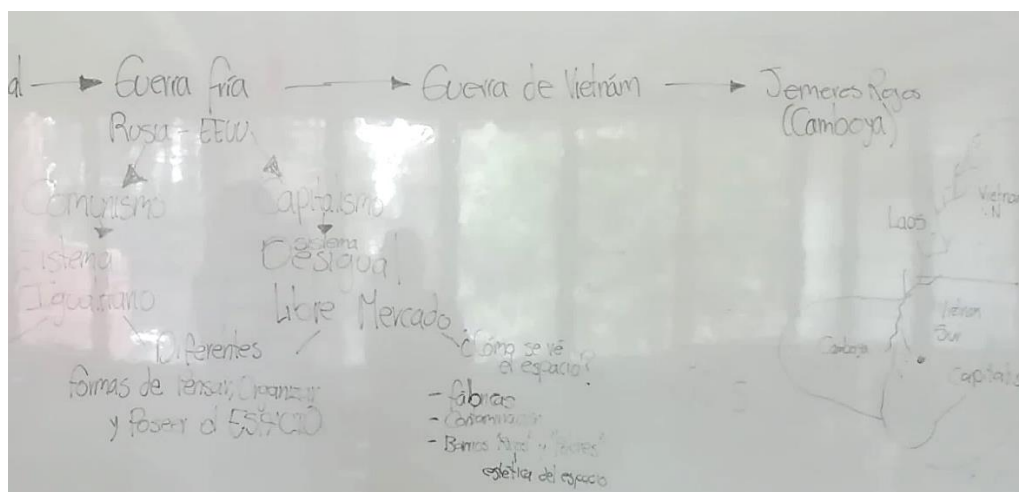 Guerra fría
Rusia - EEUU
Comunismo
Sistema
Igualitario
Capitalismo
sistema
Desigual
Libre Mercado
Diferentes
formas de Pensar, Organizar
y Poseer el ESPACIO
¿Cómo se vé
el espacio?
- fábricas
- Contaminación
- Barrios "Ricos" y "Pobres"
estética del espacio
Guerra de Vietnám
Jemeres Rojos
(Camboya)
Laos
Vietnam
N
Vietnam
Sur
Camboya